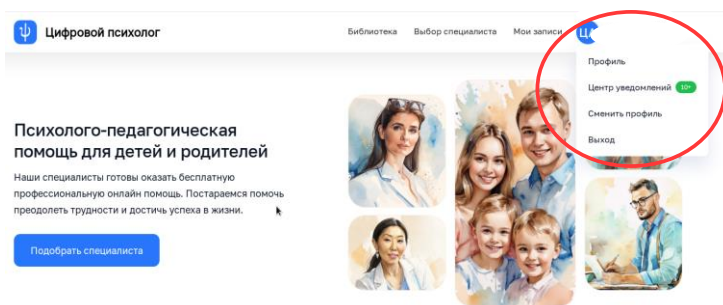 Цифровой психолог
Библиотека Выбор специалиста Мои записи
Профиль
Центр уведомлений 10+
Сменить профиль
Выход
Психолого-педагогическая
помощь для детей и родителей
Наши специалисты готовы оказать бесплатную
профессиональную онлайн помощь. Постараемся помочь
преодолеть трудности и достичь успеха в жизни.
Подобрать специалиста